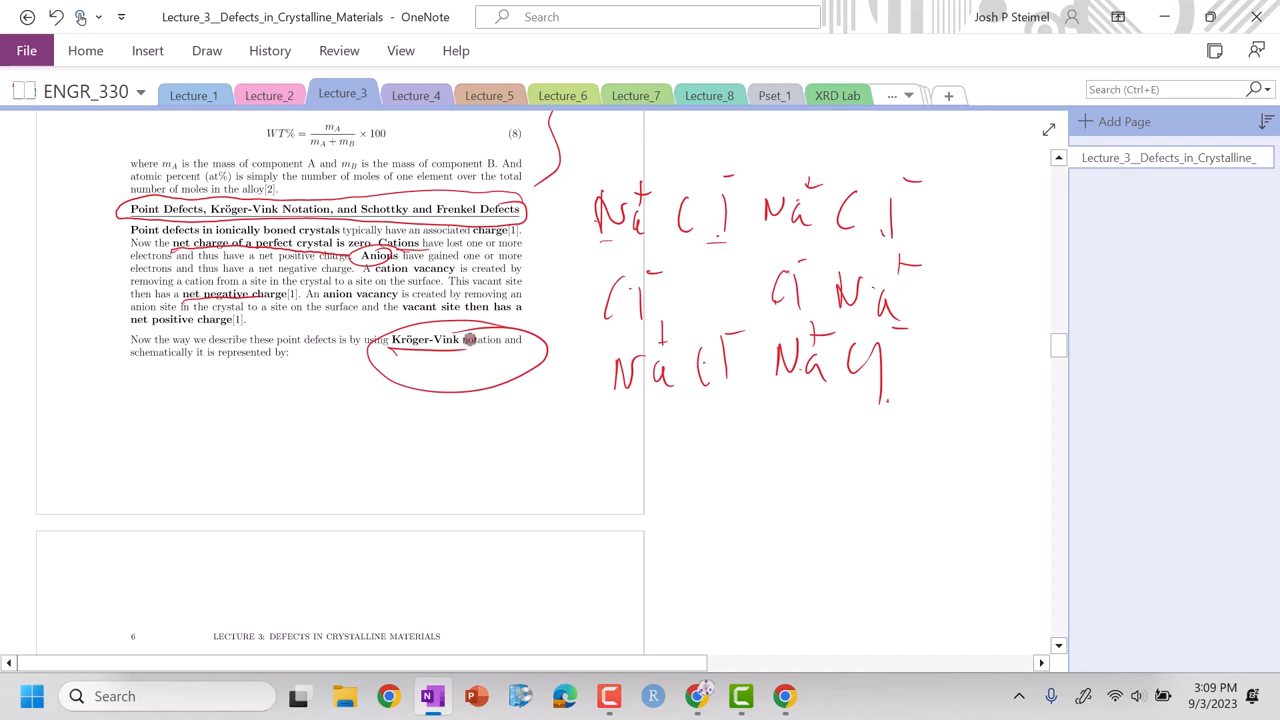 Lecture_3__Defects_in_Crystalline_Materials - OneNote
Search
Josh P Steimel
File Home Insert Draw History Review View Help
ENGR_330
Lecture_1 Lecture_2 Lecture_3 Lecture_4 Lecture_5 Lecture_6 Lecture_7 Lecture_8 Pset_1 XRD Lab ... +
Search (Ctrl+E)
Add Page
Lecture_3__Defects_in_Crystalline_
WT% = m_A / (m_A + m_B) × 100 (8)
where m_A is the mass of component A and m_B is the mass of component B. And
atomic percent (at%) is simply the number of moles of one element over the total
number of moles in the alloy[2].
Point Defects, Kröger-Vink Notation, and Schottky and Frenkel Defects
Point defects in ionically bonded crystals typically have an associated charge[1].
Now the net charge of a perfect crystal is zero. Cations have lost one or more
electrons and thus have a net positive charge. Anions have gained one or more
electrons and thus have a net negative charge. A cation vacancy is created by
removing a cation from a site in the crystal to a site on the surface. This vacant site
then has a net negative charge[1]. An anion vacancy is created by removing an
anion site in the crystal to a site on the surface and the vacant site then has a
net positive charge[1].
Now the way we describe these point defects is by using Kröger-Vink notation and
schematically it is represented by:
Na+ Cl- Na+ Cl-
Cl- Cl- Na+
Na+ Cl- Na+ Cl
6 LECTURE 3: DEFECTS IN CRYSTALLINE MATERIALS
Search
3:09 PM
9/3/2023